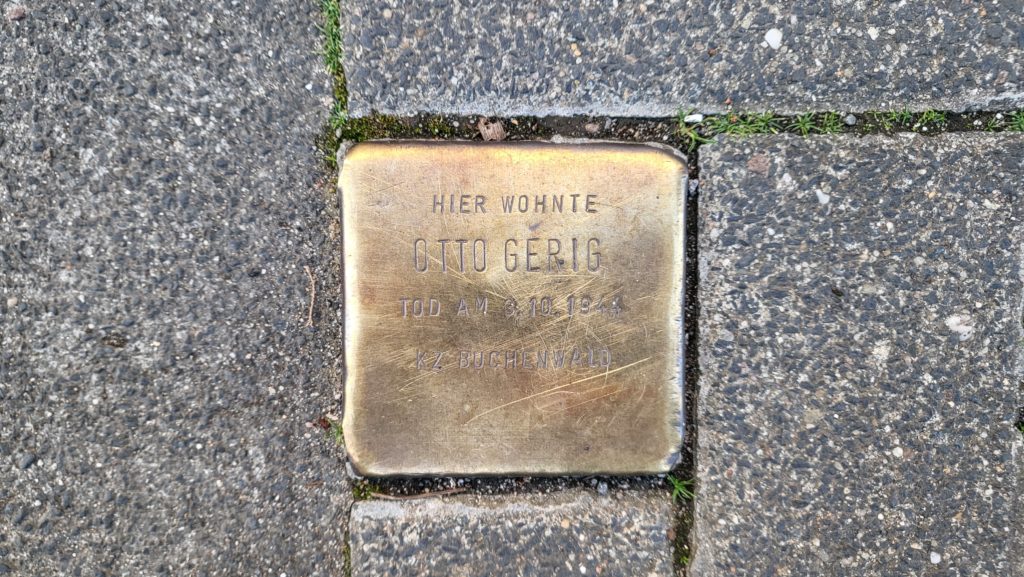 HIER WOHNTE
OTTO GERIG
TOD AM 3.10.1944
KZ BUCHENWALD